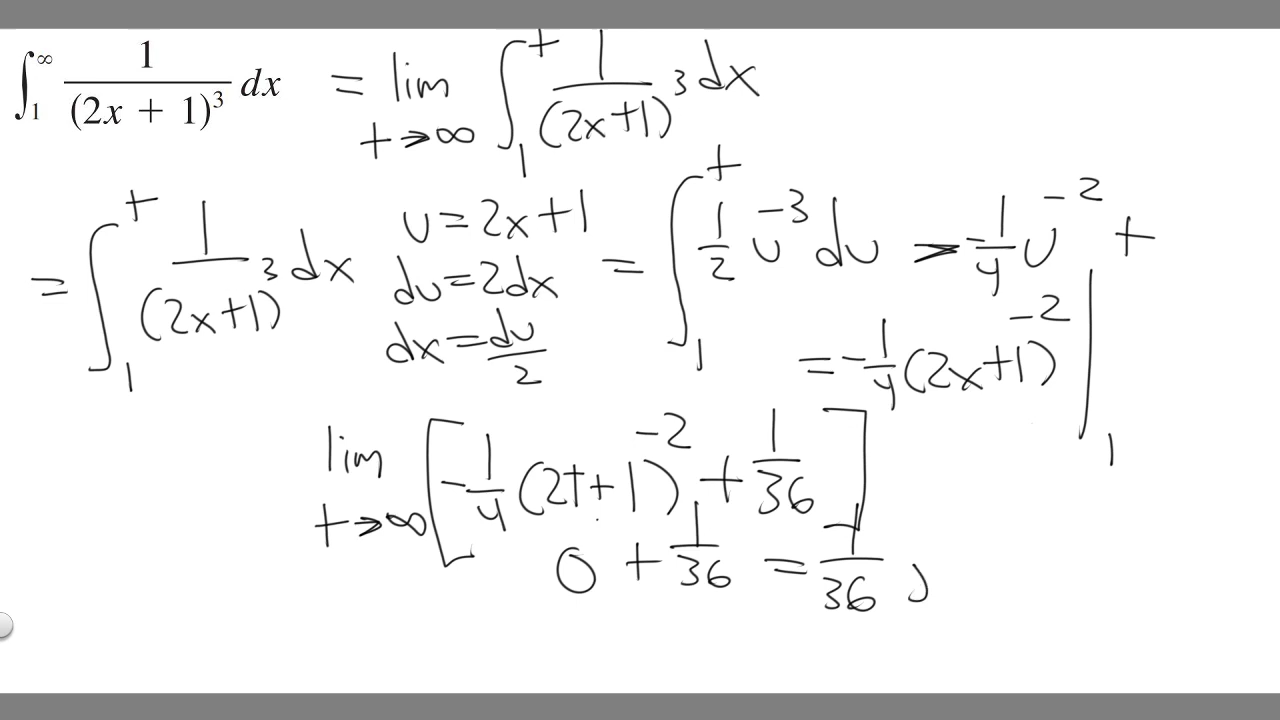 ∫₁^∞ 1/(2x + 1)³ dx = lim t→∞ ∫₁^t 1/(2x+1)³ dx
= ∫₁^t 1/(2x+1)³ dx u=2x+1 = ∫₁^t 1/2 u⁻³ du = -1/4 u⁻² t
du=2dx
dx=du/2
= -1/4 (2x+1)⁻² |₁
lim t→∞ [-1/4 (2t+1)⁻² + 1/36]
0 + 1/36 = 1/36